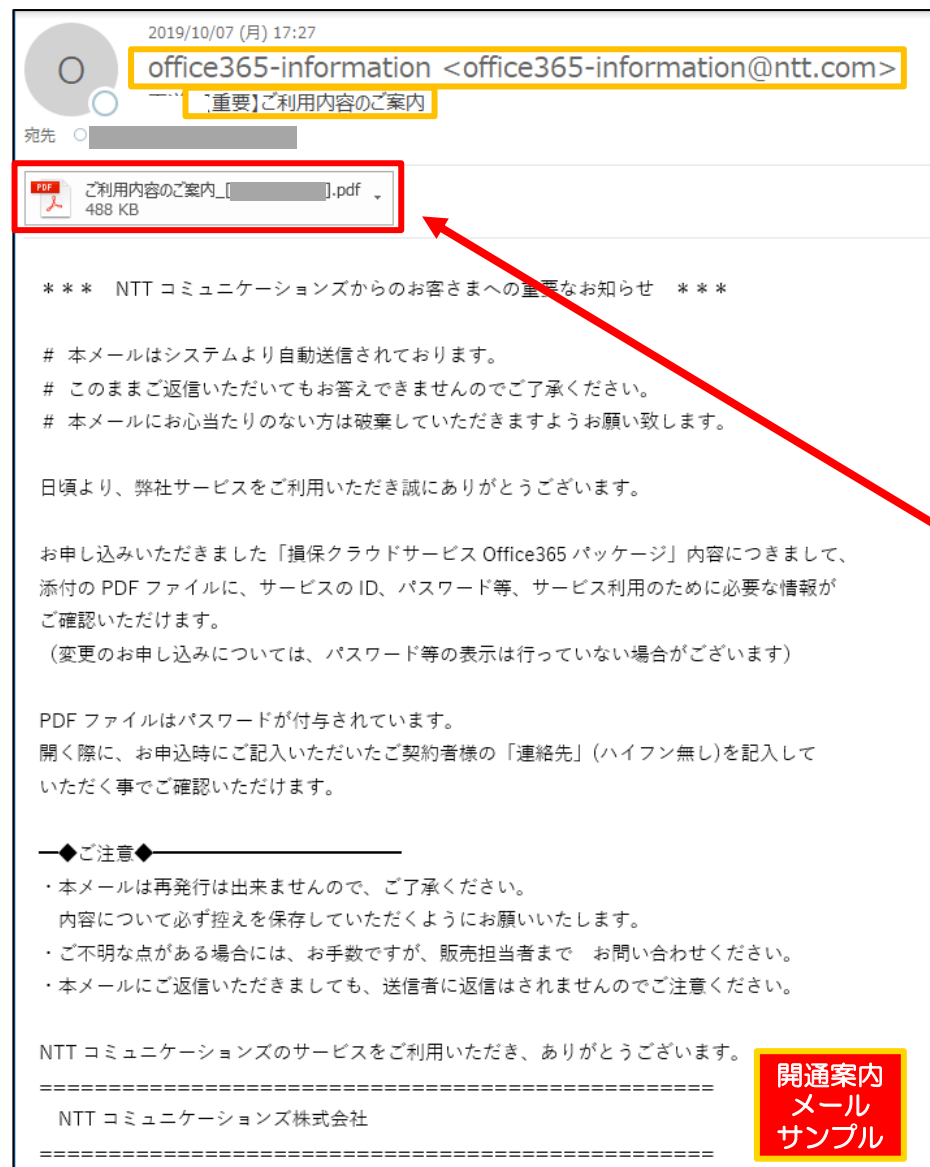 2019/10/07 (月) 17:27
O
office365-information <office365-information@ntt.com>
【重要】ご利用内容のご案内
宛先
PDF
ご利用内容のご案内_[ ].pdf
488 KB
*** NTT コミュニケーションズからのお客さまへの重要なお知らせ ***
# 本メールはシステムより自動送信されております。
# このままご返信いただいてもお答えできませんのでご了承ください。
# 本メールにお心当たりのない方は破棄していただきますようお願い致します。
日頃より、弊社サービスをご利用いただき誠にありがとうございます。
お申し込みいただきました「損保クラウドサービス Office365 パッケージ」内容につきまして、
添付の PDF ファイルに、サービスの ID、パスワード等、サービス利用のために必要な情報が
ご確認いただけます。
（変更のお申し込みについては、パスワード等の表示は行っていない場合がございます）
PDF ファイルはパスワードが付与されています。
開く際に、お申込時にご記入いただいたご契約者様の「連絡先」(ハイフン無し)を記入して
いただく事でご確認いただけます。
━◆ご注意◆━━━━━━━━━━━━
・本メールは再発行は出来ませんので、ご了承ください。
内容について必ず控えを保存していただくようにお願いいたします。
・ご不明な点がある場合には、お手数ですが、販売担当者まで　お問い合わせください。
・本メールにご返信いただきましても、送信者に返信はされませんのでご注意ください。
NTT コミュニケーションズのサービスをご利用いただき、ありがとうございます。
==================================================
NTT コミュニケーションズ株式会社
==================================================
開通案内
メール
サンプル